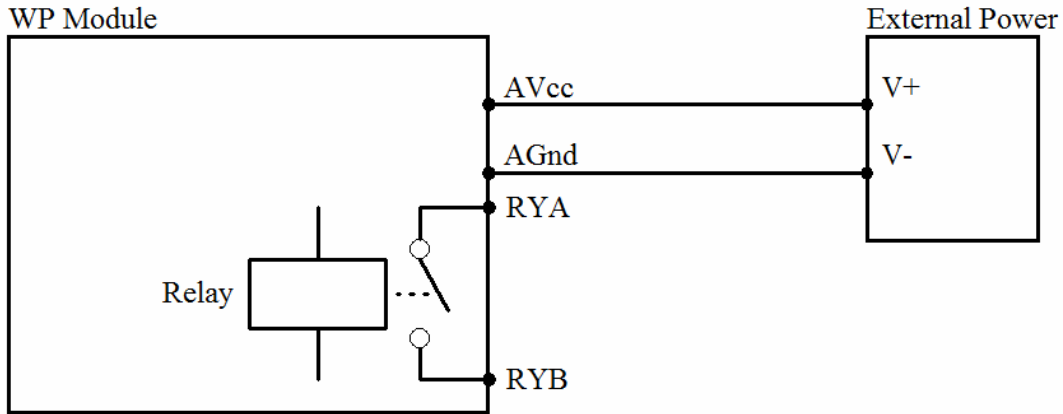 WP Module
External Power
AVcc
V+
AGnd
V-
RYA
Relay
RYB